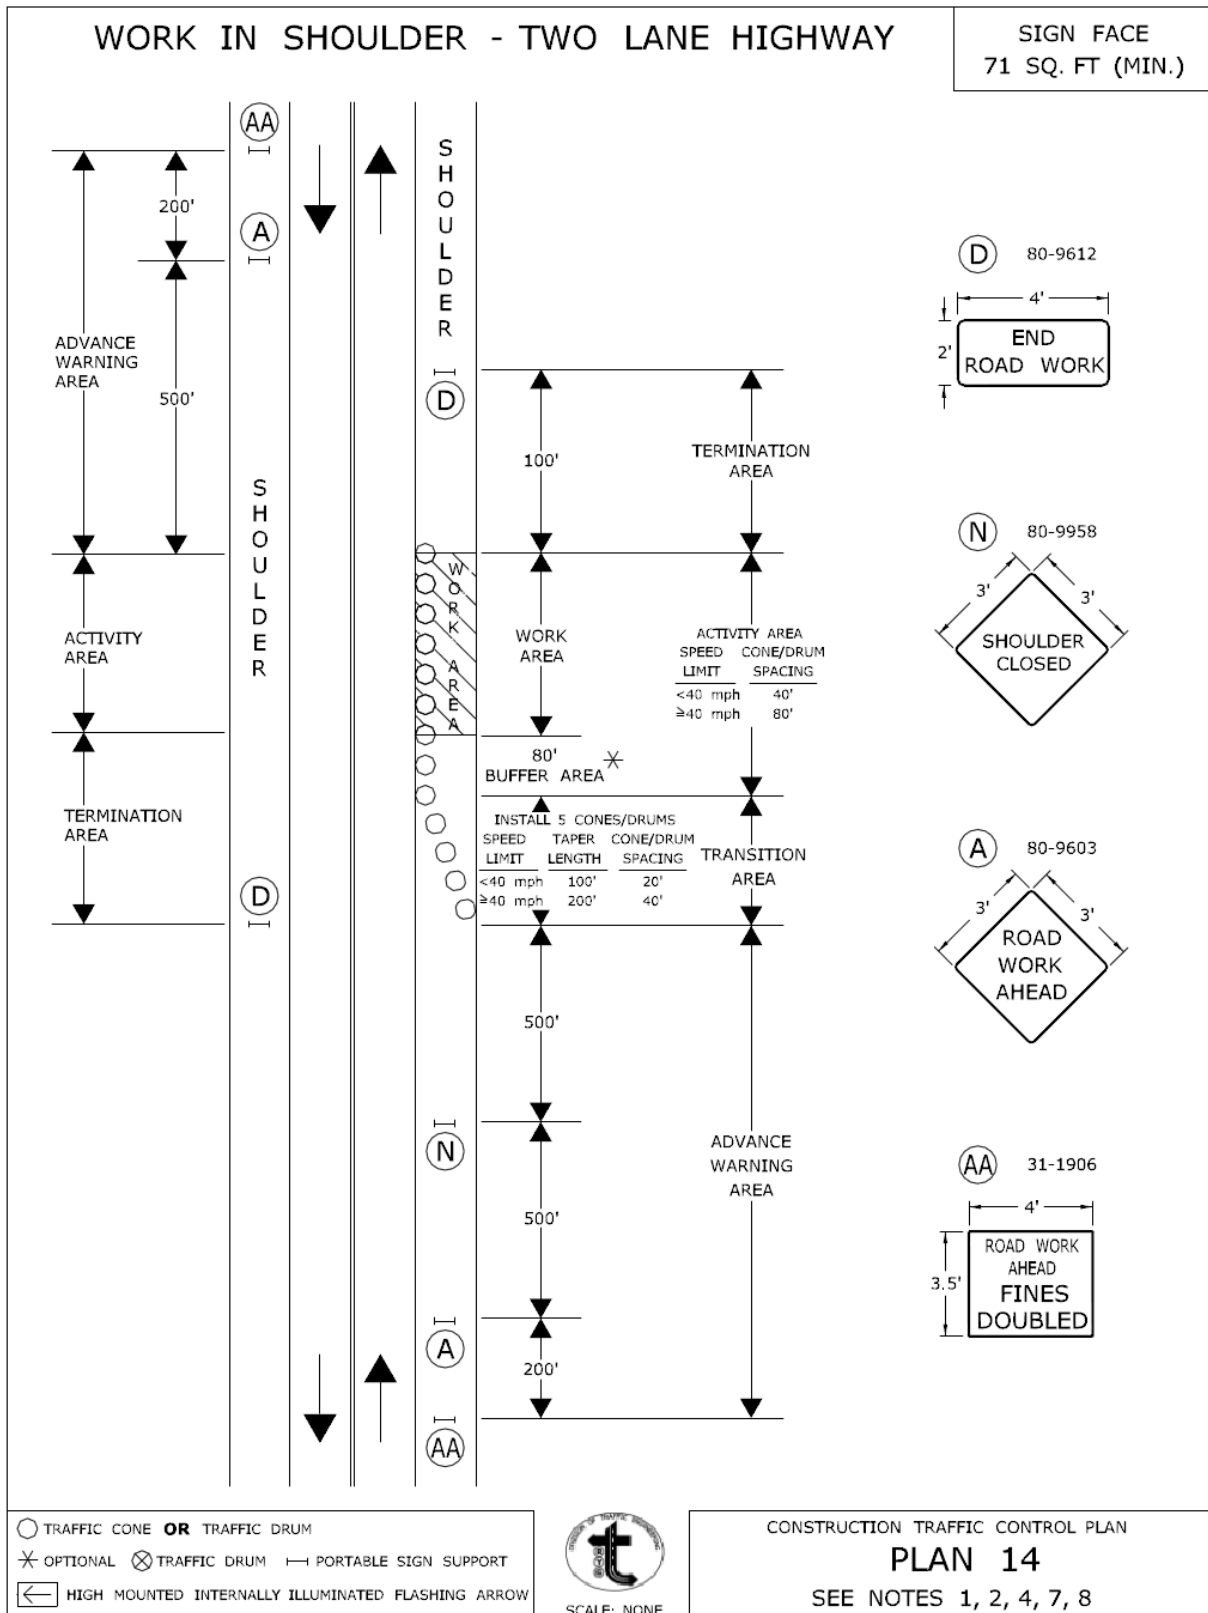 WORK IN SHOULDER - TWO LANE HIGHWAY
SIGN FACE
71 SQ. FT (MIN.)
AA
200'
A
500'
ADVANCE
WARNING
AREA
SHOULDER
ACTIVITY
AREA
TERMINATION
AREA
D
SHOULDER
D
100'
TERMINATION
AREA
WORK AREA
WORK
AREA
ACTIVITY AREA
SPEED CONE/DRUM
LIMIT SPACING
<40 mph 40'
≥40 mph 80'
80'
BUFFER AREA *
INSTALL 5 CONES/DRUMS
SPEED TAPER CONE/DRUM
LIMIT LENGTH SPACING
<40 mph 100' 20'
≥40 mph 200' 40'
TRANSITION
AREA
500'
N
500'
ADVANCE
WARNING
AREA
A
200'
AA
D 80-9612
4'
2'
END
ROAD WORK
N 80-9958
3' 3'
SHOULDER
CLOSED
A 80-9603
3' 3'
ROAD
WORK
AHEAD
AA 31-1906
4'
3.5'
ROAD WORK
AHEAD
FINES
DOUBLED
TRAFFIC CONE OR TRAFFIC DRUM
* OPTIONAL TRAFFIC DRUM PORTABLE SIGN SUPPORT
HIGH MOUNTED INTERNALLY ILLUMINATED FLASHING ARROW
DIVISION OF TRAFFIC ENGINEERING
SCALE: NONE
CONSTRUCTION TRAFFIC CONTROL PLAN
PLAN 14
SEE NOTES 1, 2, 4, 7, 8